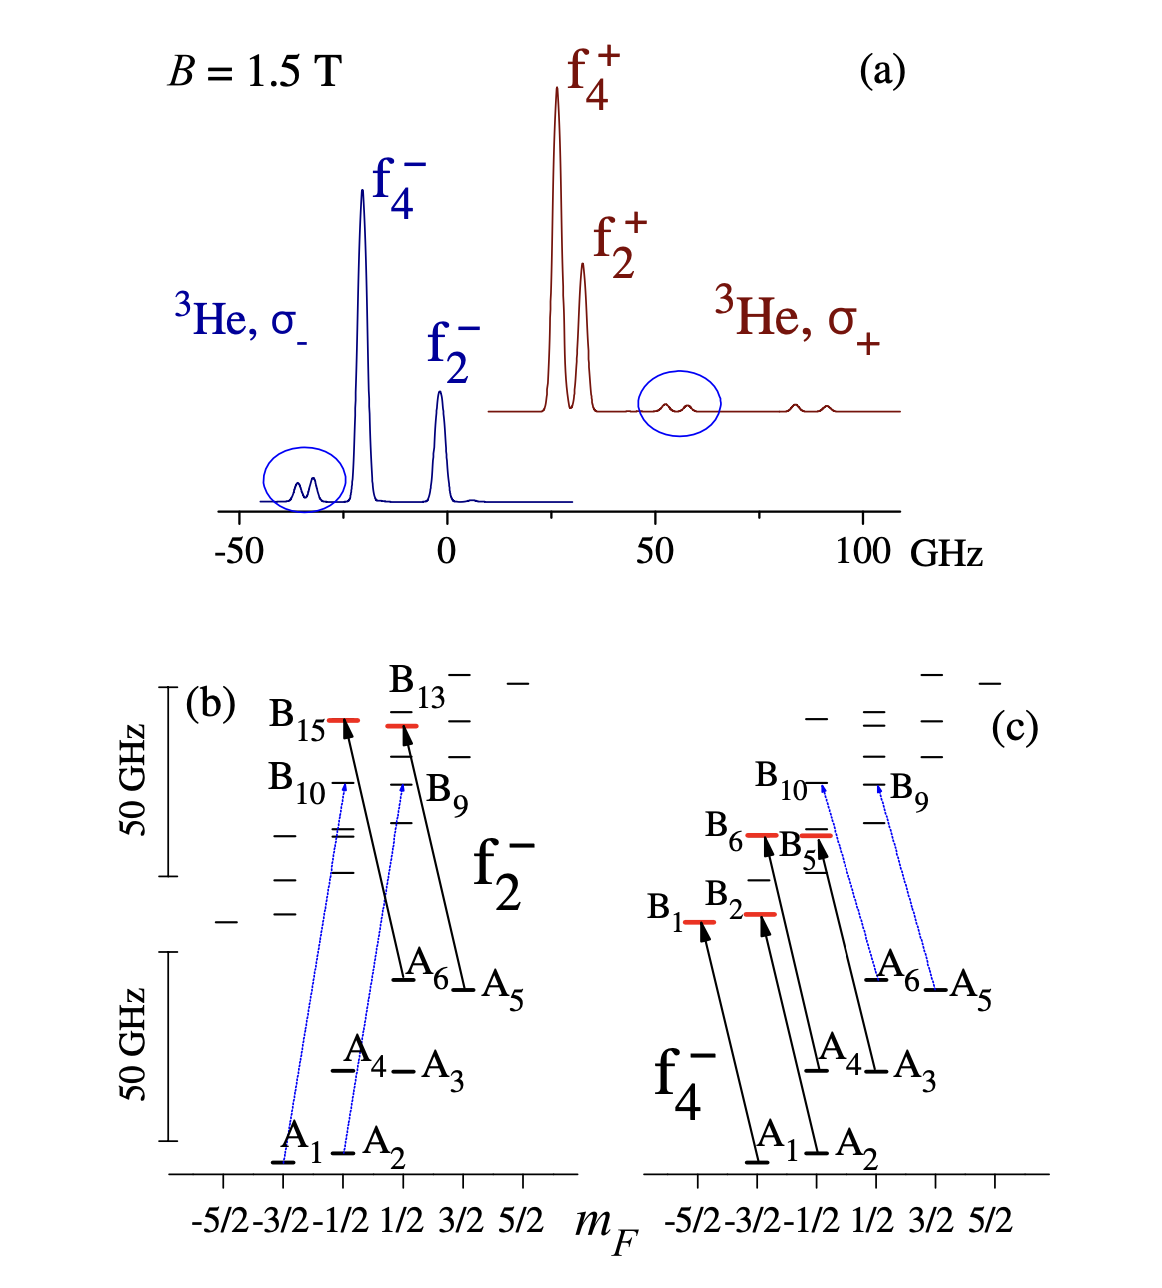 B = 1.5 T
(a)
f₄⁺
f₄⁻
f₂⁺
³He, σ₋
f₂⁻
³He, σ₊
-50 0 50 100 GHz
(b)
50 GHz
50 GHz
B₁₃
B₁₅
B₁₀
B₉
f₂⁻
A₆
A₅
A₄
A₃
A₁
A₂
-5/2 -3/2 -1/2 1/2 3/2 5/2
m_F
(c)
B₁₀
B₉
B₆
B₅
B₂
B₁
A₆
A₅
f₄⁻
A₄
A₃
A₁
A₂
-5/2 -3/2 -1/2 1/2 3/2 5/2